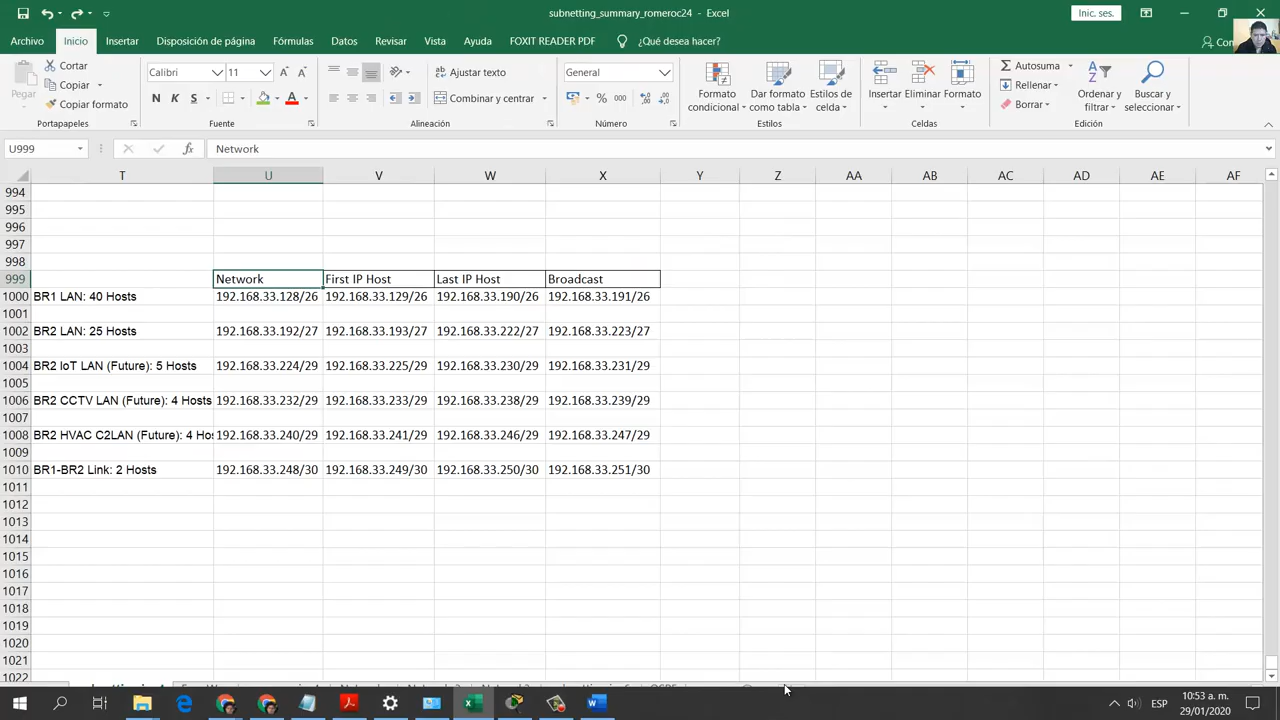 subnetting_summary_romeroc24 - Excel
Inic. ses.
Archivo Inicio Insertar Disposición de página Fórmulas Datos Revisar Vista Ayuda FOXIT READER PDF ¿Qué desea hacer?
Pegar
Cortar
Copiar
Copiar formato
Portapapeles
Calibri 11
N K S
Fuente
Ajustar texto
Combinar y centrar
Alineación
General
% 000
Número
Formato condicional
Dar formato como tabla
Estilos de celda
Estilos
Insertar Eliminar Formato
Celdas
Autosuma
Rellenar
Borrar
Ordenar y filtrar
Buscar y seleccionar
Edición
U999 fx Network
T U V W X Y Z AA AB AC AD AE AF
994
995
996
997
998
999 Network First IP Host Last IP Host Broadcast
1000 BR1 LAN: 40 Hosts 192.168.33.128/26 192.168.33.129/26 192.168.33.190/26 192.168.33.191/26
1001
1002 BR2 LAN: 25 Hosts 192.168.33.192/27 192.168.33.193/27 192.168.33.222/27 192.168.33.223/27
1003
1004 BR2 IoT LAN (Future): 5 Hosts 192.168.33.224/29 192.168.33.225/29 192.168.33.230/29 192.168.33.231/29
1005
1006 BR2 CCTV LAN (Future): 4 Hosts 192.168.33.232/29 192.168.33.233/29 192.168.33.238/29 192.168.33.239/29
1007
1008 BR2 HVAC C2LAN (Future): 4 Hos 192.168.33.240/29 192.168.33.241/29 192.168.33.246/29 192.168.33.247/29
1009
1010 BR1-BR2 Link: 2 Hosts 192.168.33.248/30 192.168.33.249/30 192.168.33.250/30 192.168.33.251/30
1011
1012
1013
1014
1015
1016
1017
1018
1019
1020
1021
1022
ESP
10:53 a. m.
29/01/2020